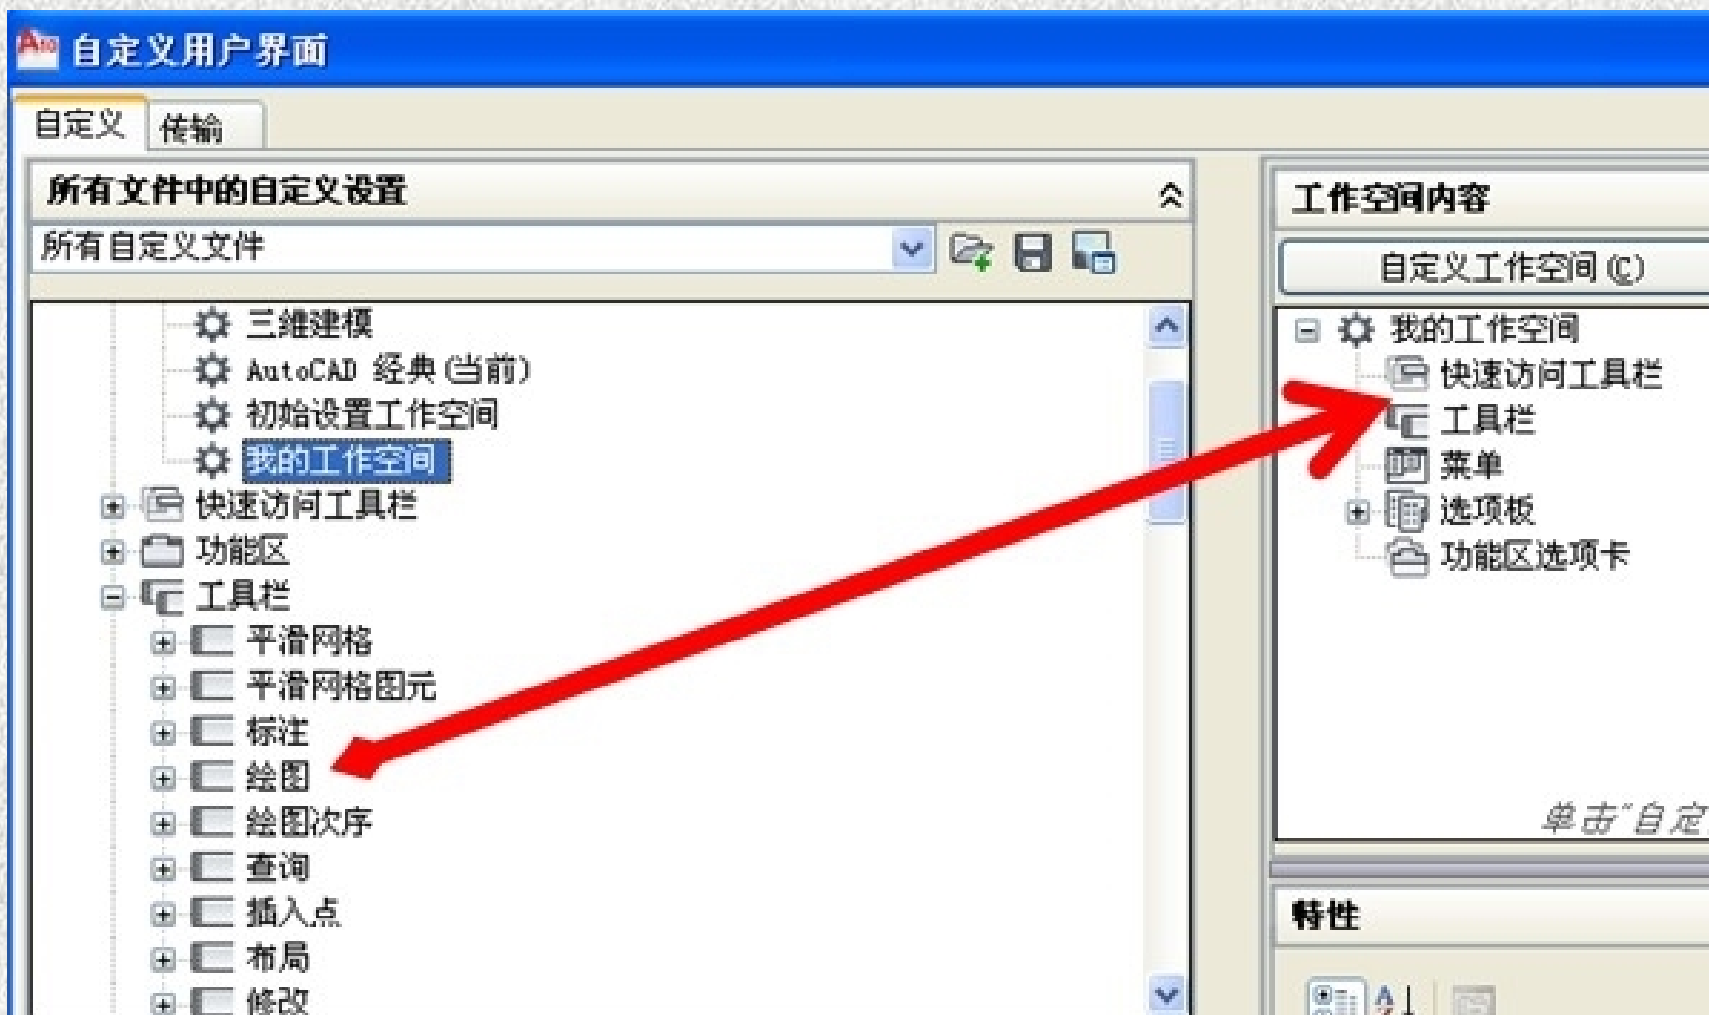 自定义用户界面
自定义 传输
所有文件中的自定义设置
所有自定义文件
三维建模
AutoCAD 经典(当前)
初始设置工作空间
我的工作空间
快速访问工具栏
功能区
工具栏
平滑网格
平滑网格图元
标注
绘图
绘图次序
查询
插入点
布局
修改
工作空间内容
自定义工作空间(C)
我的工作空间
快速访问工具栏
工具栏
菜单
选项板
功能区选项卡
单击“自定
特性